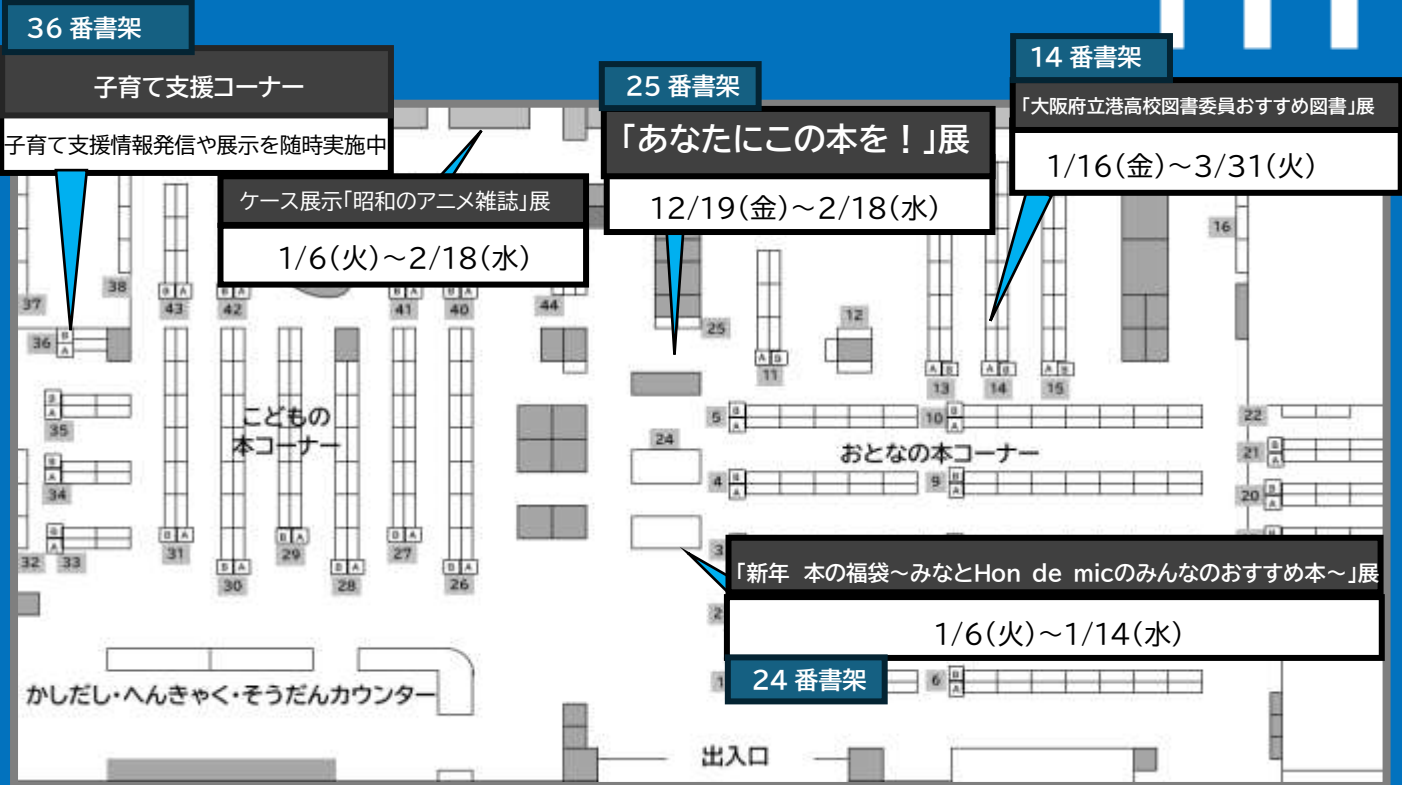 36 番書架
子育て支援コーナー
子育て支援情報発信や展示を随時実施中
ケース展示「昭和のアニメ雑誌」展
1/6(火)～2/18(水)
25 番書架
「あなたにこの本を！」展
12/19(金)～2/18(水)
14 番書架
「大阪府立港高校図書委員おすすめ図書」展
1/16(金)～3/31(火)
37
38
43
42
41
40
44
25
12
16
36
B
A
B A
B A
B A
B A
11
A B
13
A B
14
A B
15
A B
35
B
A
34
B
A
32
33
B
A
こどもの
本コーナー
31
B A
30
B A
29
B A
28
B A
27
B A
26
B A
24
5
B
A
10
B
A
22
おとなの本コーナー
21
B
A
4
B
A
9
B
A
20
B
A
3
「新年 本の福袋～みなとHon de micのみんなのおすすめ本～」展
1/6(火)～1/14(水)
24 番書架
2
1
6
B
A
かしだし・へんきゃく・そうだんカウンター
出入口